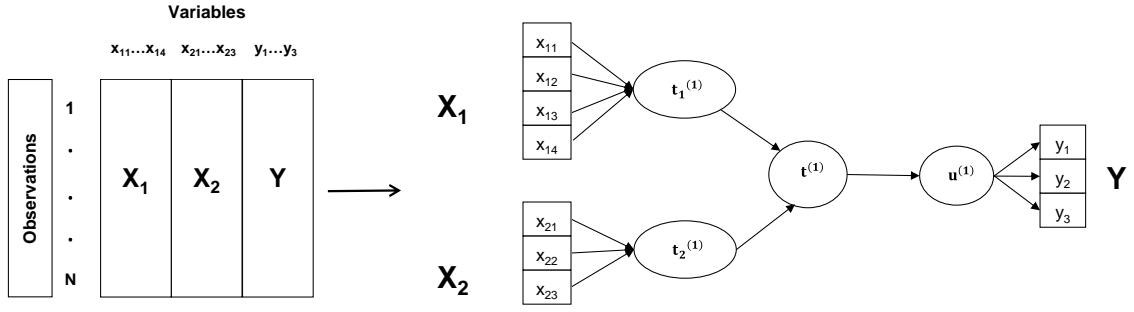 Variables
x₁₁…x₁₄ x₂₁…x₂₃ y₁…y₃
Observations
1
.
.
.
N
X₁ X₂ Y
X₁
x₁₁
x₁₂
x₁₃
x₁₄
t₁⁽¹⁾
X₂
x₂₁
x₂₂
x₂₃
t₂⁽¹⁾
t⁽¹⁾
u⁽¹⁾
y₁
y₂
y₃
Y